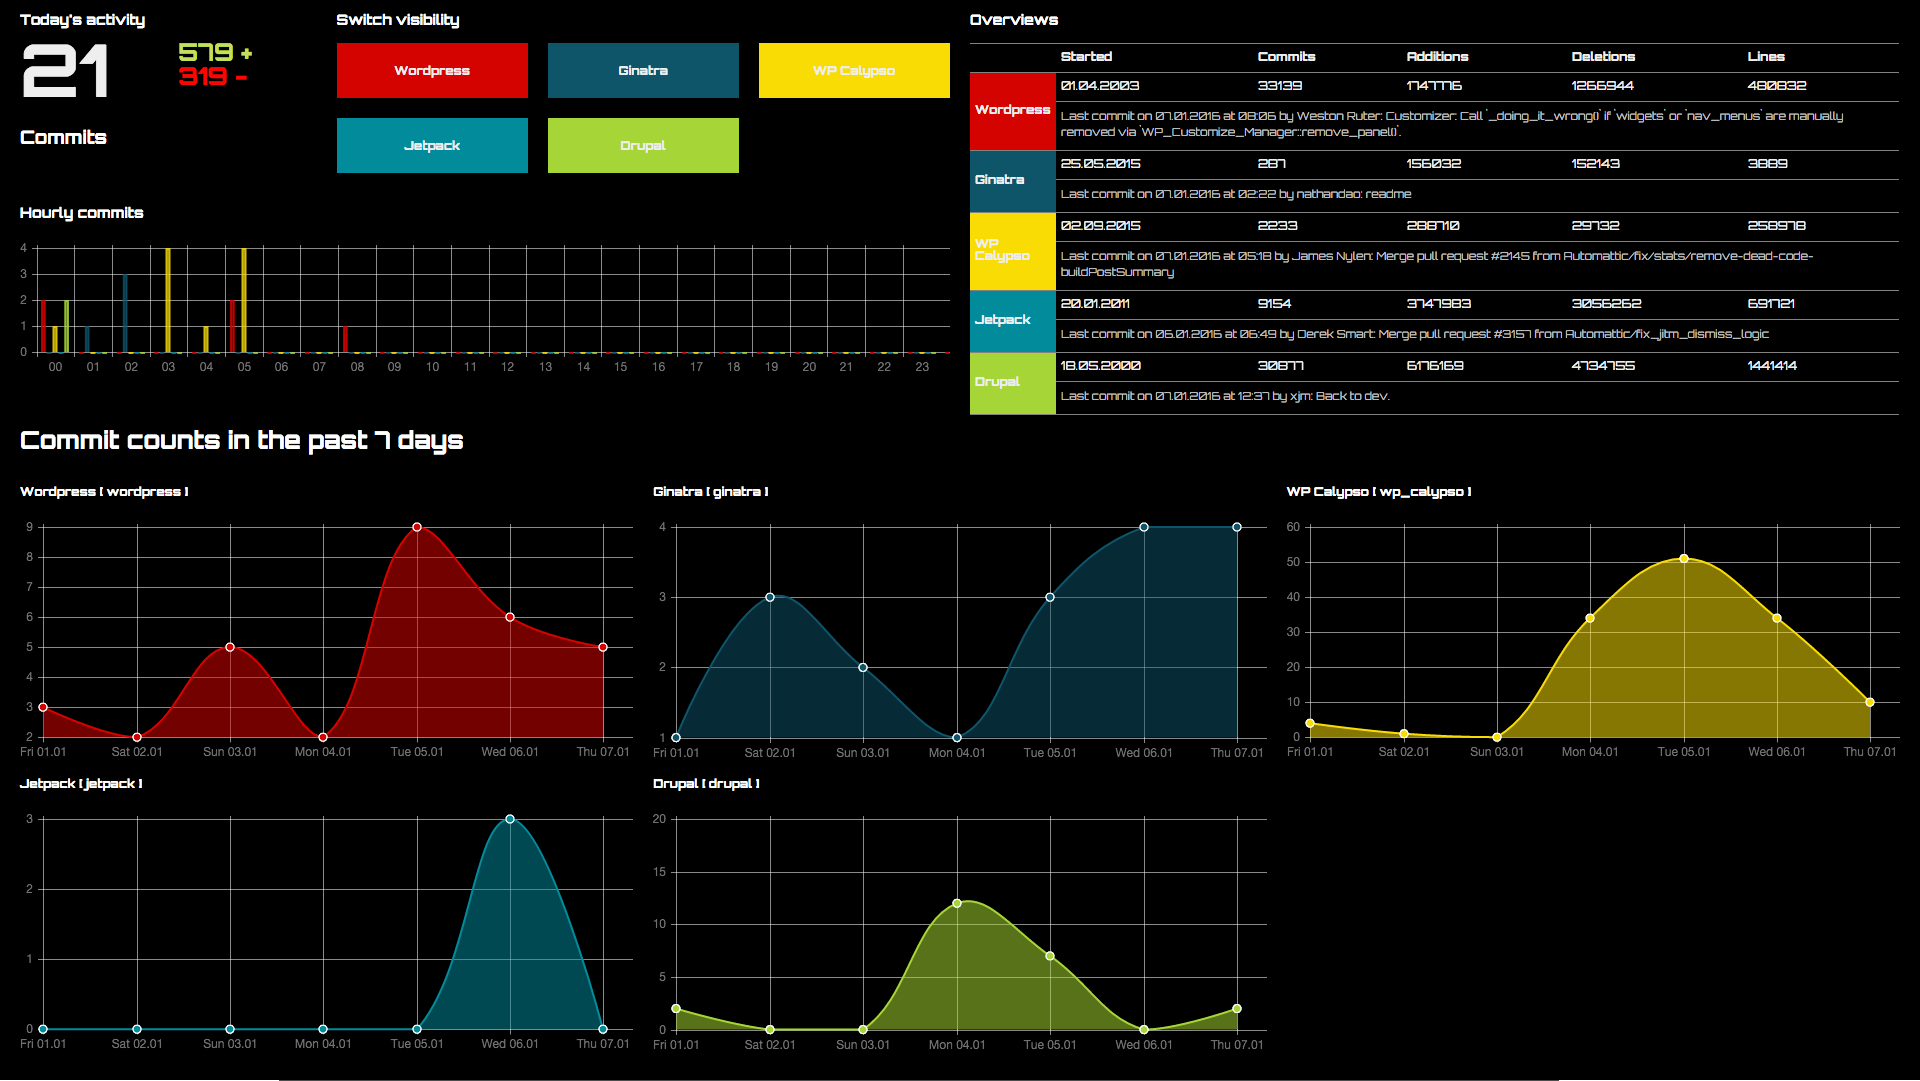 Today's activity
21
579 +
319 -
Commits
Switch visibility
Wordpress
Ginatra
WP Calypso
Jetpack
Drupal
Hourly commits
4
3
2
1
0
00 01 02 03 04 05 06 07 08 09 10 11 12 13 14 15 16 17 18 19 20 21 22 23
Overviews
Started Commits Additions Deletions Lines
Wordpress
01.04.2003 33139 1747776 1266944 480832
Last commit on 07.01.2016 at 08:06 by Weston Ruter: Customizer: Call `_doing_it_wrong()` if `widgets` or `nav_menus` are manually
removed via `WP_Customize_Manager::remove_panel()`.
Ginatra
25.05.2015 287 156032 152143 3889
Last commit on 07.01.2016 at 02:22 by nathandao: readme
WP
Calypso
02.09.2015 2233 288710 29732 258978
Last commit on 07.01.2016 at 05:18 by James Nylen: Merge pull request #2145 from Automattic/fix/stats/remove-dead-code-
buildPostSummary
Jetpack
20.01.2011 9154 3747983 3056262 691721
Last commit on 06.01.2016 at 06:49 by Derek Smart: Merge pull request #3157 from Automattic/fix_jitm_dismiss_logic
Drupal
18.05.2000 30877 6176169 4734755 1441414
Last commit on 07.01.2016 at 12:37 by xjm: Back to dev.
Commit counts in the past 7 days
Wordpress [ wordpress ]
9
8
7
6
5
4
3
2
Fri 01.01 Sat 02.01 Sun 03.01 Mon 04.01 Tue 05.01 Wed 06.01 Thu 07.01
Ginatra [ ginatra ]
4
3
2
1
Fri 01.01 Sat 02.01 Sun 03.01 Mon 04.01 Tue 05.01 Wed 06.01 Thu 07.01
WP Calypso [ wp_calypso ]
60
50
40
30
20
10
0
Fri 01.01 Sat 02.01 Sun 03.01 Mon 04.01 Tue 05.01 Wed 06.01 Thu 07.01
Jetpack [ jetpack ]
3
2
1
0
Fri 01.01 Sat 02.01 Sun 03.01 Mon 04.01 Tue 05.01 Wed 06.01 Thu 07.01
Drupal [ drupal ]
20
15
10
5
0
Fri 01.01 Sat 02.01 Sun 03.01 Mon 04.01 Tue 05.01 Wed 06.01 Thu 07.01